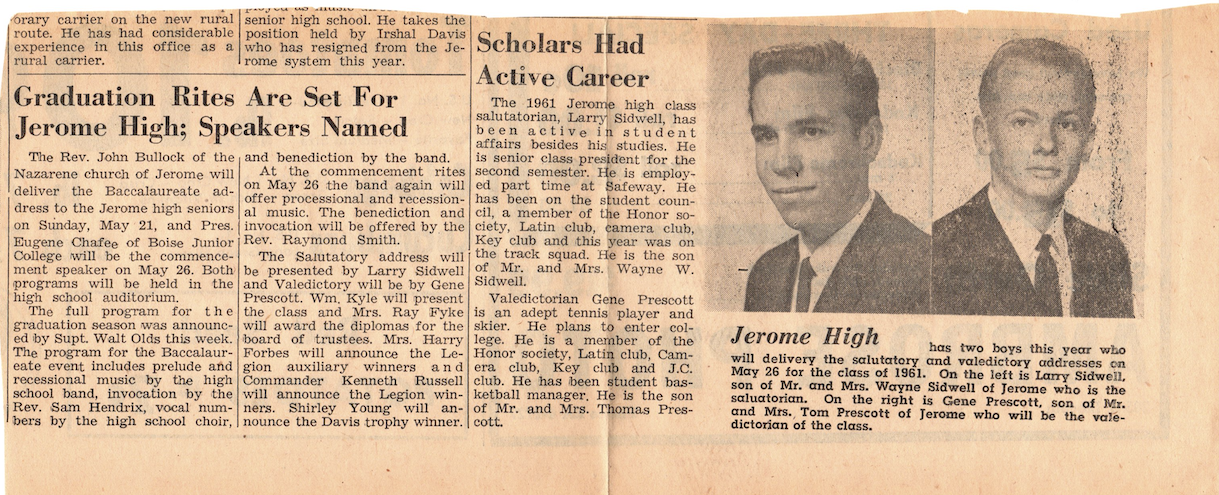 orary carrier on the new rural
route. He has had considerable
experience in this office as a
rural carrier.
senior high school. He takes the
position held by Irshal Davis
who has resigned from the Je-
rome system this year.
Graduation Rites Are Set For
Jerome High; Speakers Named
The Rev. John Bullock of the
Nazarene church of Jerome will
deliver the Baccalaureate ad-
dress to the Jerome high seniors
on Sunday, May 21, and Pres.
Eugene Chafee of Boise Junior
College will be the commence-
ment speaker on May 26. Both
programs will be held in the
high school auditorium.
The full program for the
graduation season was announc-
ed by Supt. Walt Olds this week.
The program for the Baccalaur-
eate event includes prelude and
recessional music by the high
school band, invocation by the
Rev. Sam Hendrix, vocal num-
bers by the high school choir,
and benediction by the band.
At the commencement rites
on May 26 the band again will
offer processional and recession-
al music. The benediction and
invocation will be offered by the
Rev. Raymond Smith.
The Salutatory address will
be presented by Larry Sidwell
and Valedictory will be by Gene
Prescott. Wm. Kyle will present
the class and Mrs. Ray Fyke
will award the diplomas for the
board of trustees. Mrs. Harry
Forbes will announce the Le-
gion auxiliary winners and
Commander Kenneth Russell
will announce the Legion win-
ners. Shirley Young will an-
nounce the Davis trophy winner.
Scholars Had
Active Career
The 1961 Jerome high class
salutatorian, Larry Sidwell, has
been active in student
affairs besides his studies. He
is senior class president for the
second semester. He is employ-
ed part time at Safeway. He
has been on the student coun-
cil, a member of the Honor so-
ciety, Latin club, camera club,
Key club and this year was on
the track squad. He is the son
of Mr. and Mrs. Wayne W.
Sidwell.
Valedictorian Gene Prescott
is an adept tennis player and
skier. He plans to enter col-
lege. He is a member of the
Honor society, Latin club, Cam-
era club, Key club and J.C.
club. He has been student bas-
ketball manager. He is the son
of Mr. and Mrs. Thomas Pres-
cott.
Jerome High has two boys this year who
will delivery the salutatory and valedictory addresses on
May 26 for the class of 1961. On the left is Larry Sidwell,
son of Mr. and Mrs. Wayne Sidwell of Jerome who is the
saluatorian. On the right is Gene Prescott, son of Mr.
and Mrs. Tom Prescott of Jerome who will be the vale-
dictorian of the class.